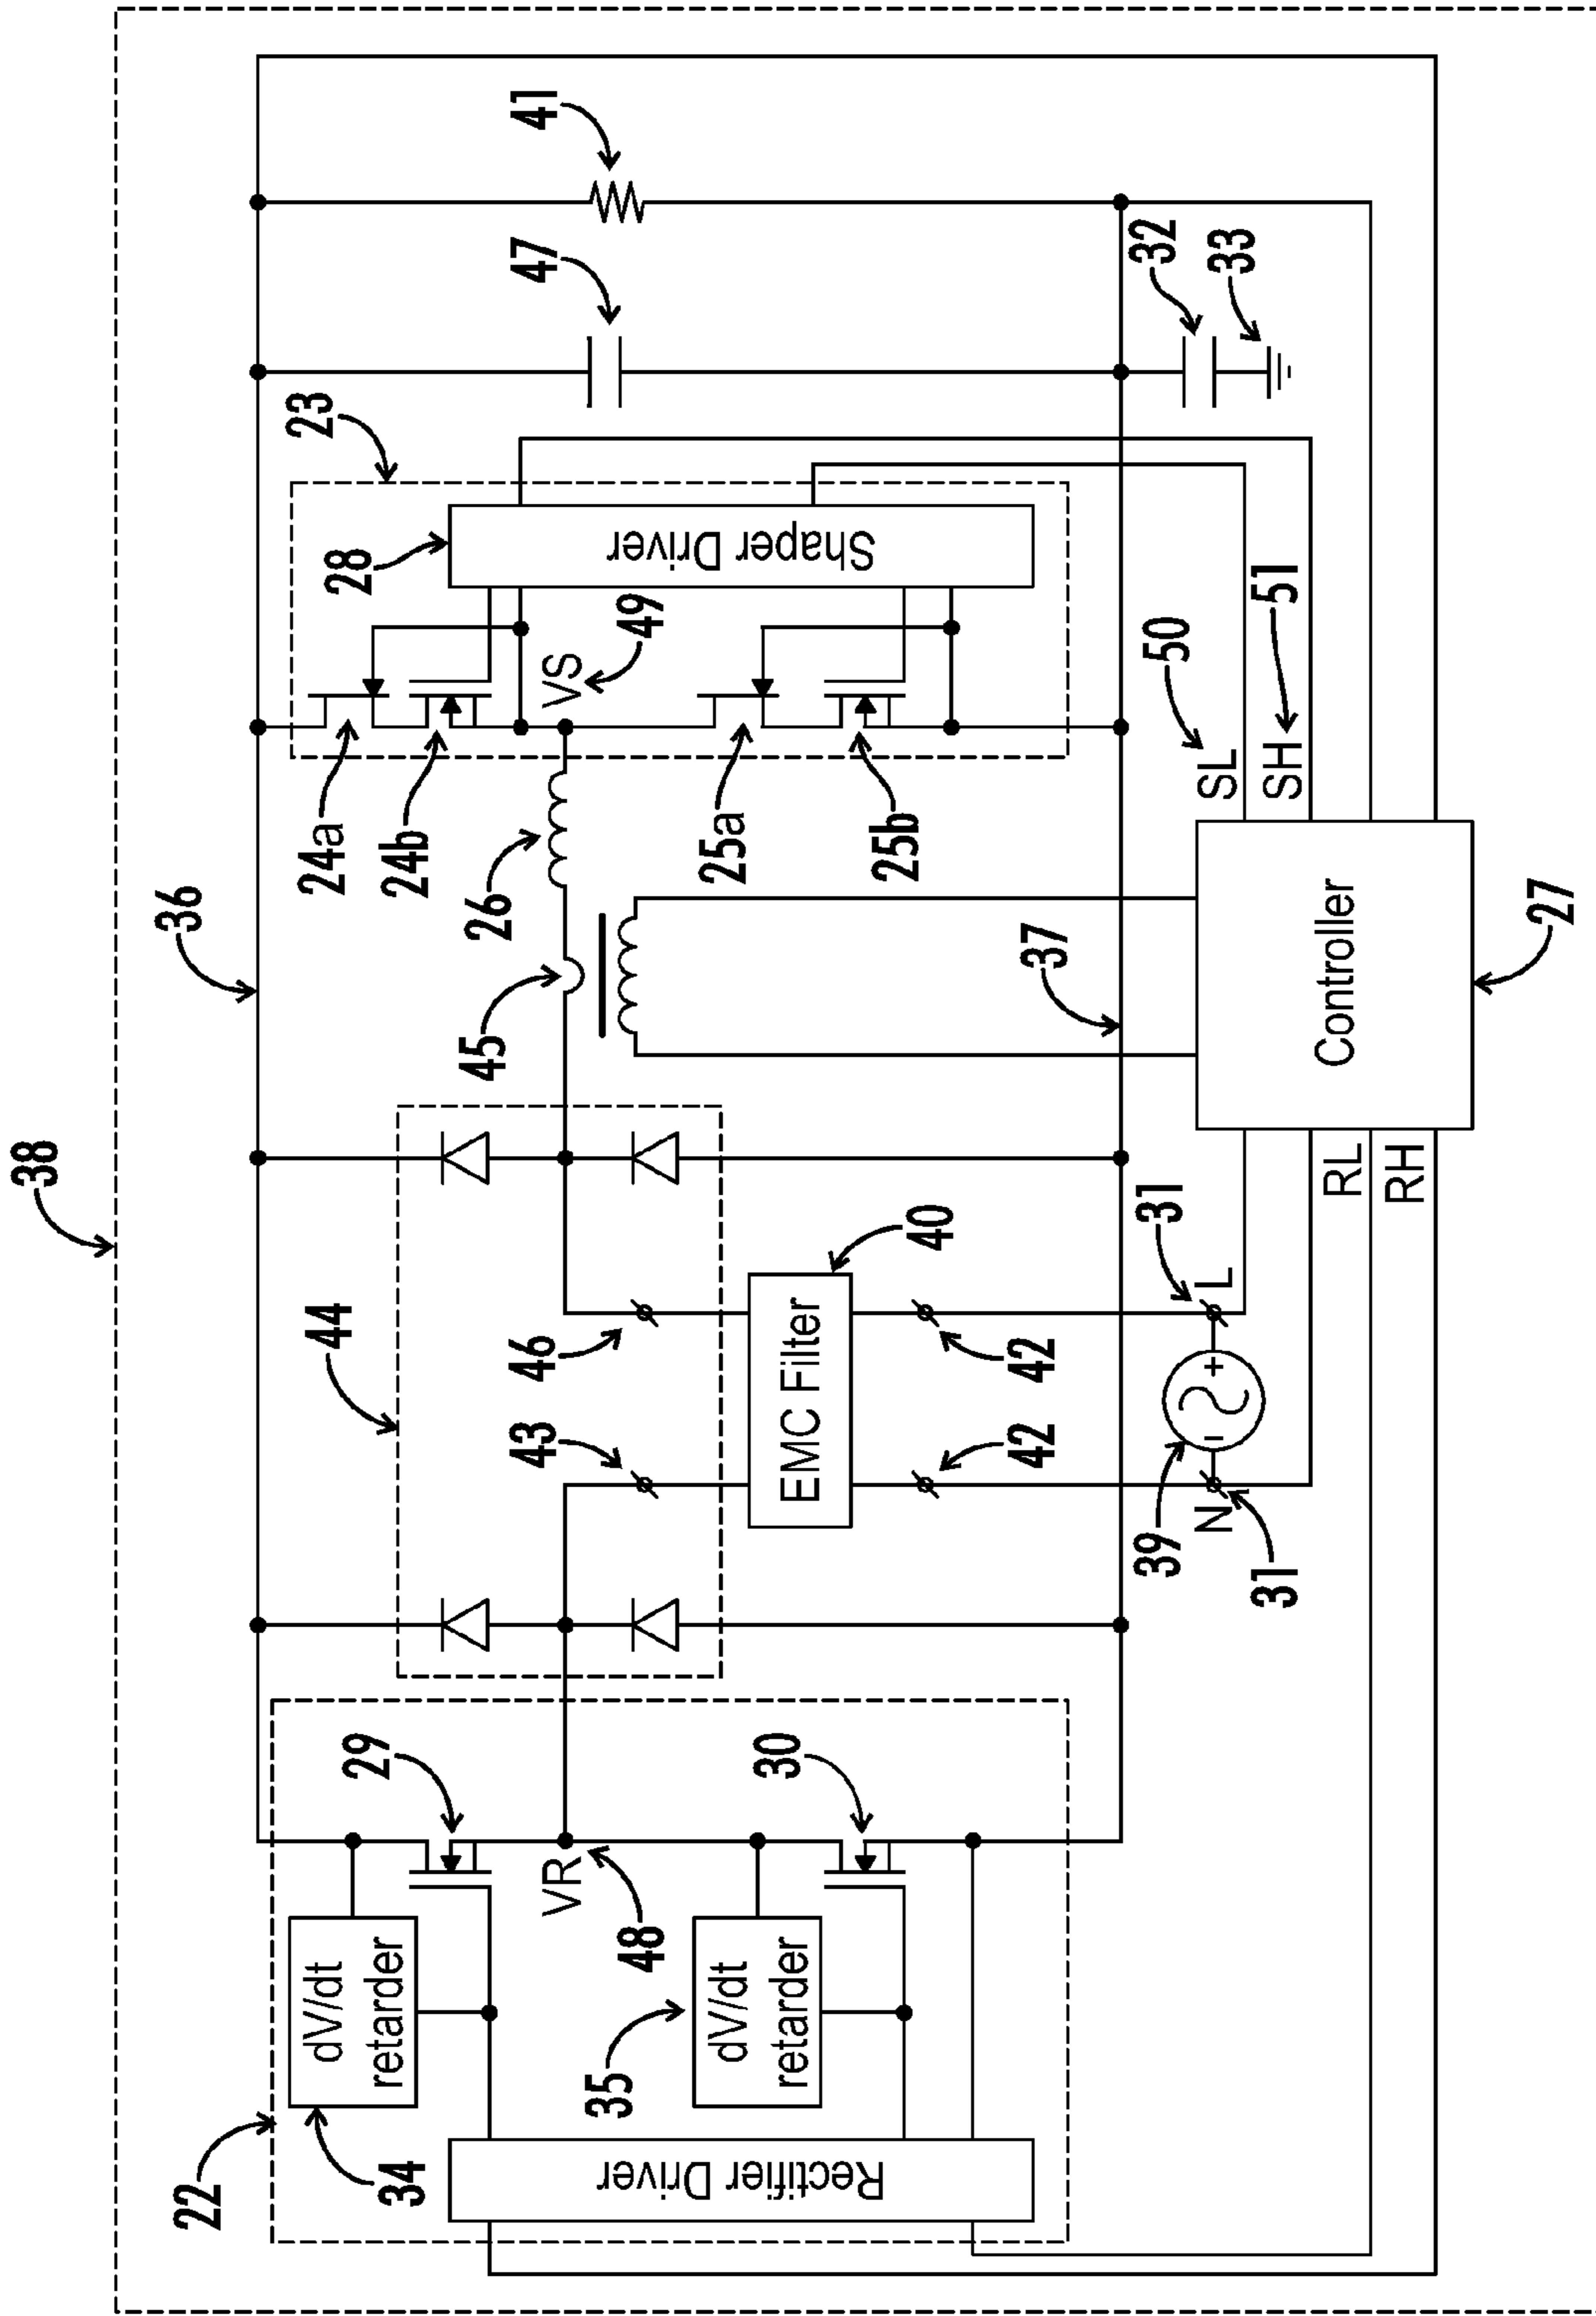 38
22
34
dV/dt
retarder
29
VR
48
35
dV/dt
retarder
30
Rectifier Driver
44
43
46
EMC Filter
40
42
42
39
N
31
L
31
36
45
26
24a
24b
25a
25b
VS
49
28
Shaper Driver
23
47
41
32
33
37
SL
50
SH
51
RL
RH
Controller
27